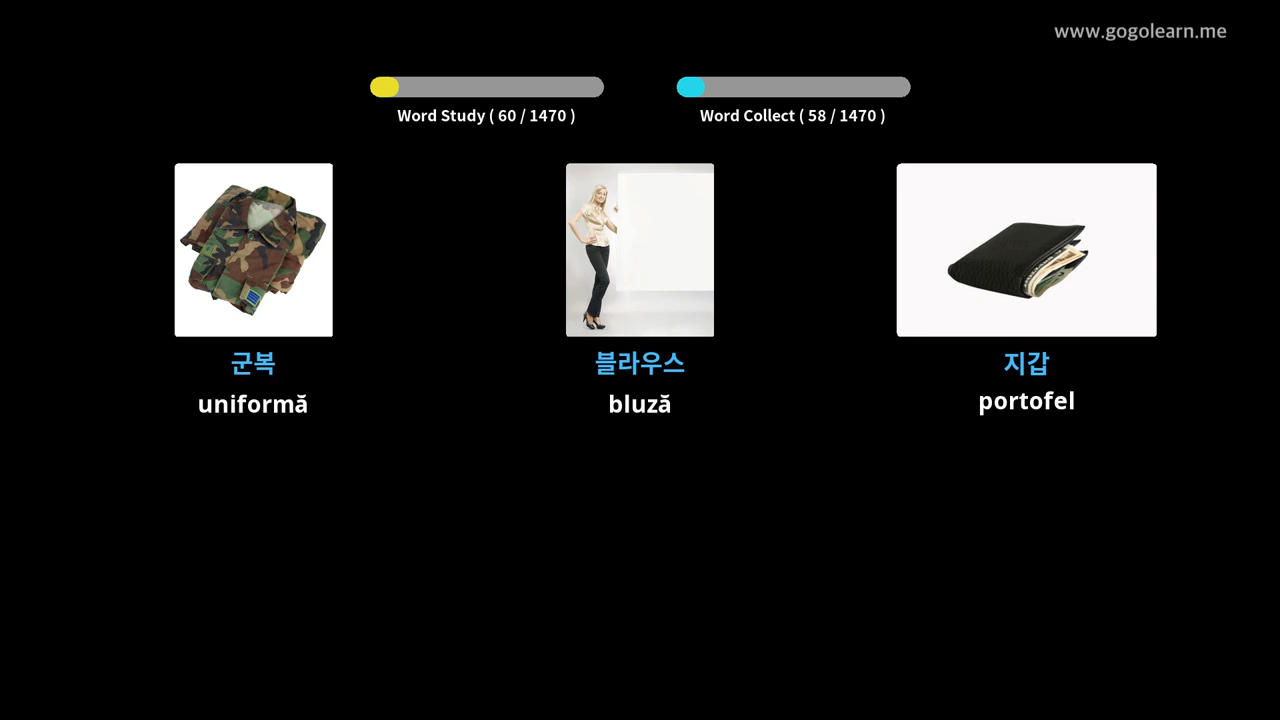 www.gogolearn.me
Word Study ( 60 / 1470 )
Word Collect ( 58 / 1470 )
군복
uniformă
블라우스
bluză
지갑
portofel